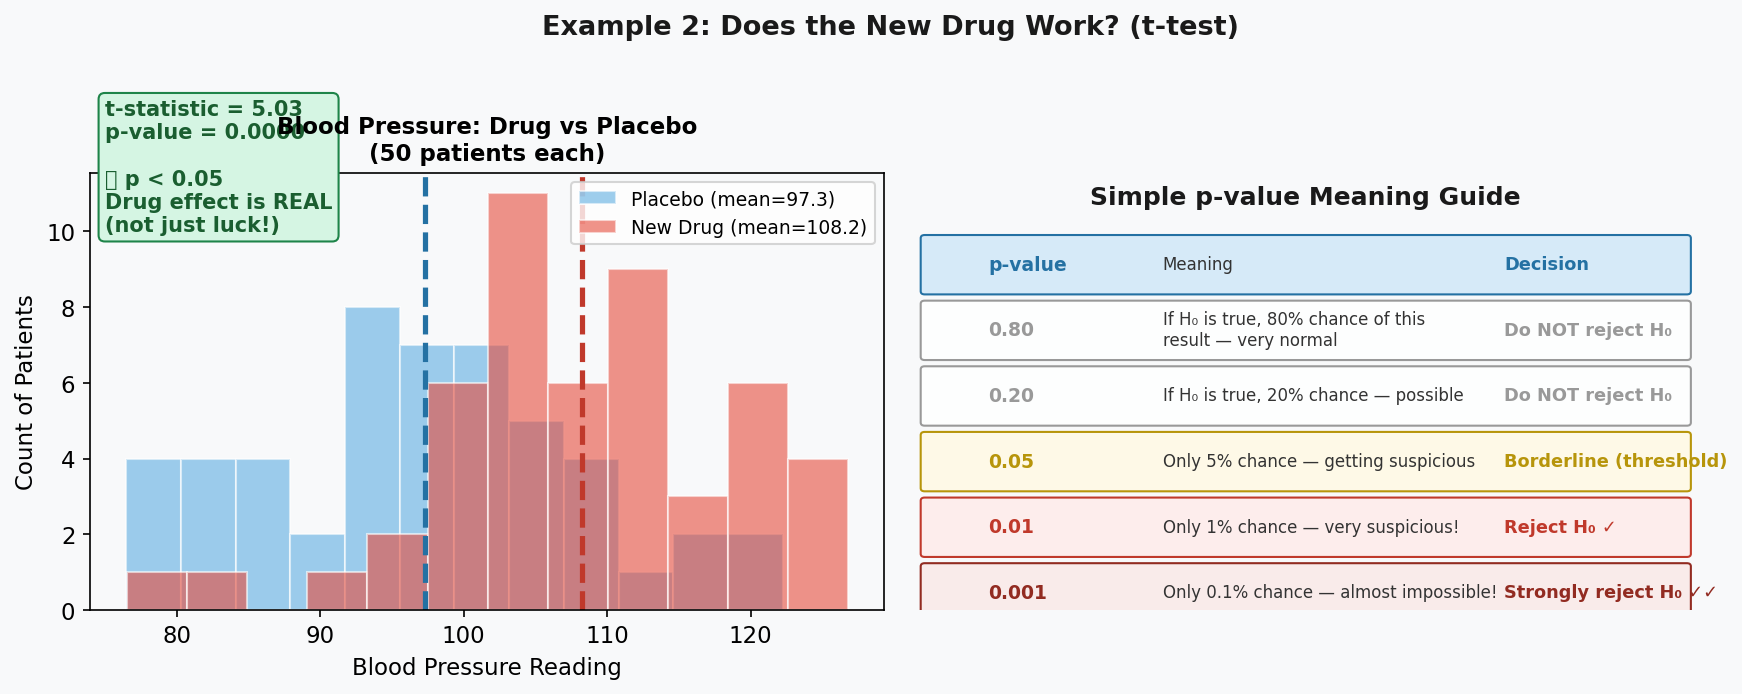 Example 2: Does the New Drug Work? (t-test)
t-statistic = 5.03
p-value = 0.0000
p < 0.05
Drug effect is REAL
(not just luck!)
Blood Pressure: Drug vs Placebo
(50 patients each)
Placebo (mean=97.3)
New Drug (mean=108.2)
Count of Patients
10
8
6
4
2
0
80
90
100
110
120
Blood Pressure Reading
Simple p-value Meaning Guide
p-value Meaning Decision
0.80 If H₀ is true, 80% chance of this
result — very normal Do NOT reject H₀
0.20 If H₀ is true, 20% chance — possible Do NOT reject H₀
0.05 Only 5% chance — getting suspicious Borderline (threshold)
0.01 Only 1% chance — very suspicious! Reject H₀ ✓
0.001 Only 0.1% chance — almost impossible! Strongly reject H₀ ✓✓